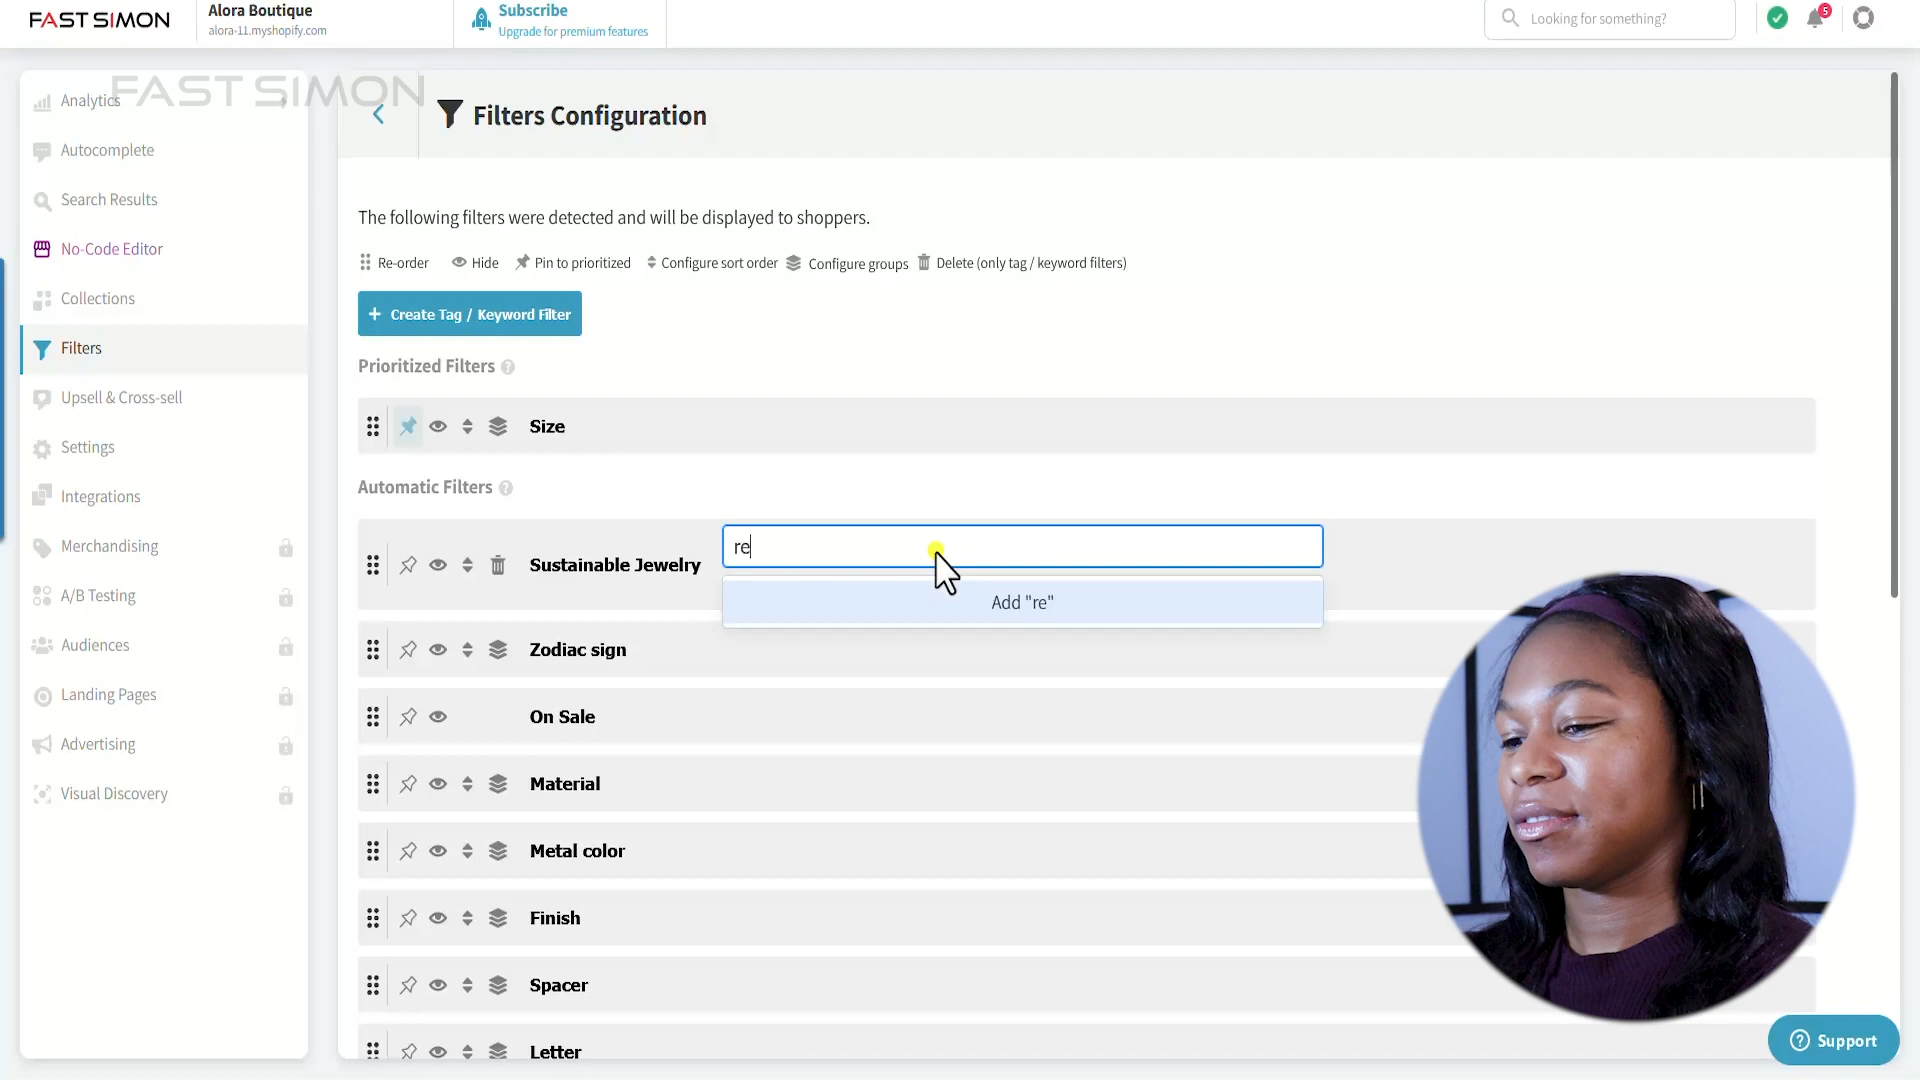 FAST SIMON
Alora Boutique
alora-11.myshopify.com
Subscribe
Upgrade for premium features
Looking for something?
5
FAST SIMON
Analytics
Autocomplete
Search Results
No-Code Editor
Collections
Filters
Upsell & Cross-sell
Settings
Integrations
Merchandising
A/B Testing
Audiences
Landing Pages
Advertising
Visual Discovery
Filters Configuration
The following filters were detected and will be displayed to shoppers.
Re-order Hide Pin to prioritized Configure sort order Configure groups Delete (only tag / keyword filters)
+ Create Tag / Keyword Filter
Prioritized Filters ?
Size
Automatic Filters ?
Sustainable Jewelry
re
Add "re"
Zodiac sign
On Sale
Material
Metal color
Finish
Spacer
Letter
? Support